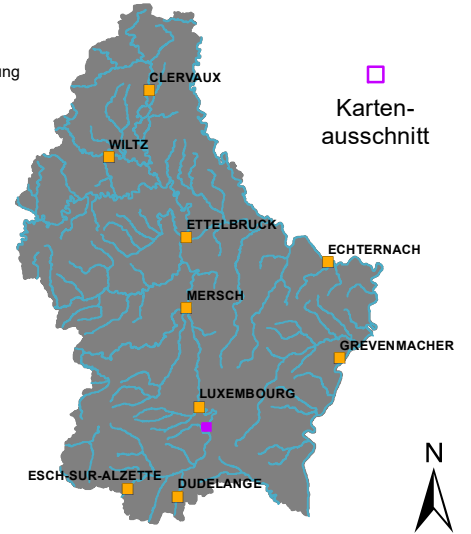 CLERVAUX
Karten-
ausschnitt
WILTZ
ETTELBRUCK
ECHTERNACH
MERSCH
GREVENMACHER
LUXEMBOURG
ESCH-SUR-ALZETTE
DUDELANGE
N